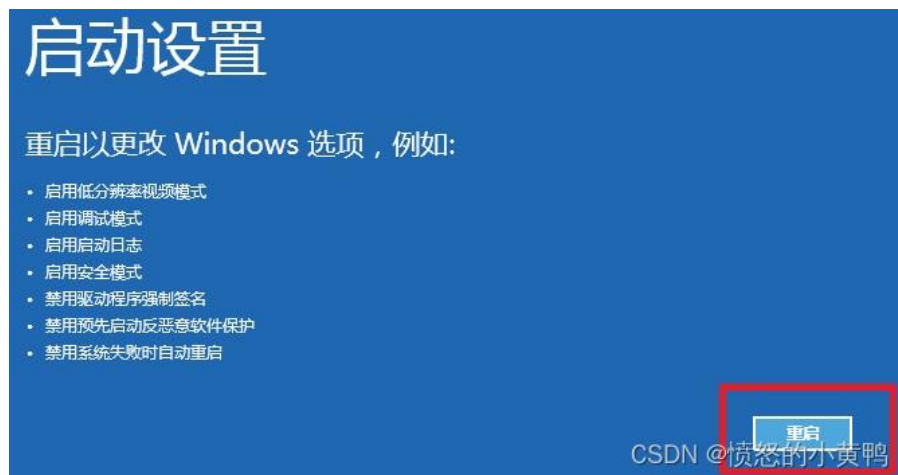 启动设置
重启以更改 Windows 选项，例如:
• 启用低分辨率视频模式
• 启用调试模式
• 启用启动日志
• 启用安全模式
• 禁用驱动程序强制签名
• 禁用预先启动反恶意软件保护
• 禁用系统失败时自动重启
重启
CSDN @愤怒的小黄鸭